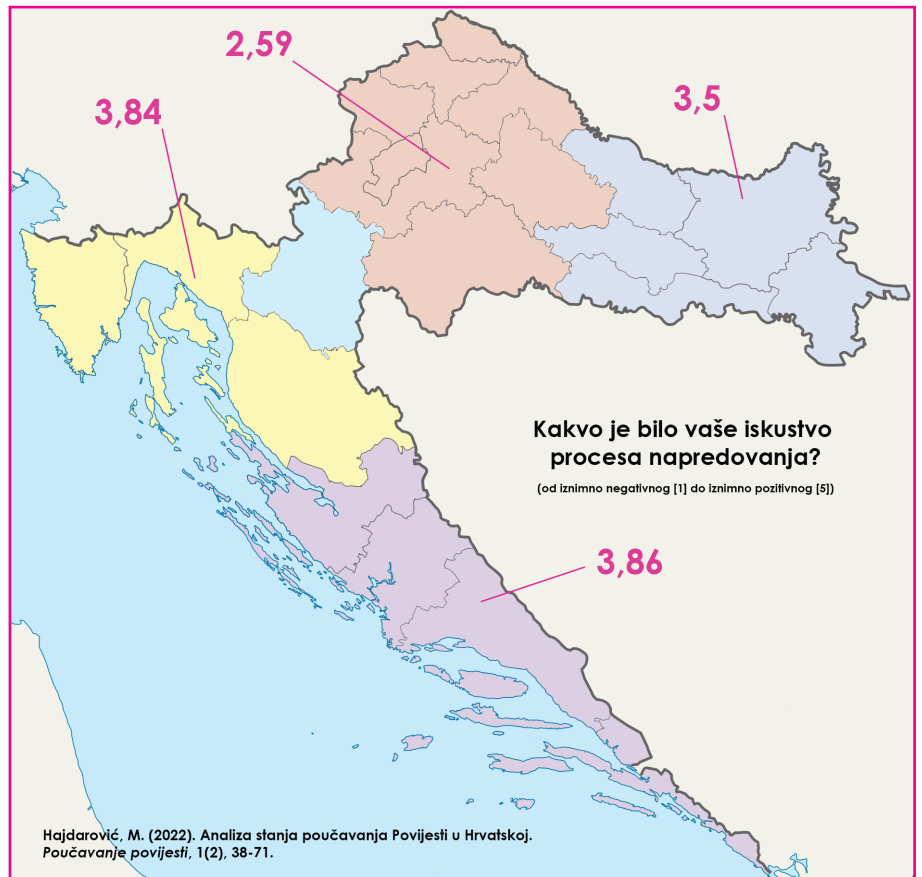 2,59
3,84
3,5
Kakvo je bilo vaše iskustvo
procesa napredovanja?
(od iznimno negativnog [1] do iznimno pozitivnog [5])
3,86
Hajdarović, M. (2022). Analiza stanja poučavanja Povijesti u Hrvatskoj.
Poučavanje povijesti, 1(2), 38-71.